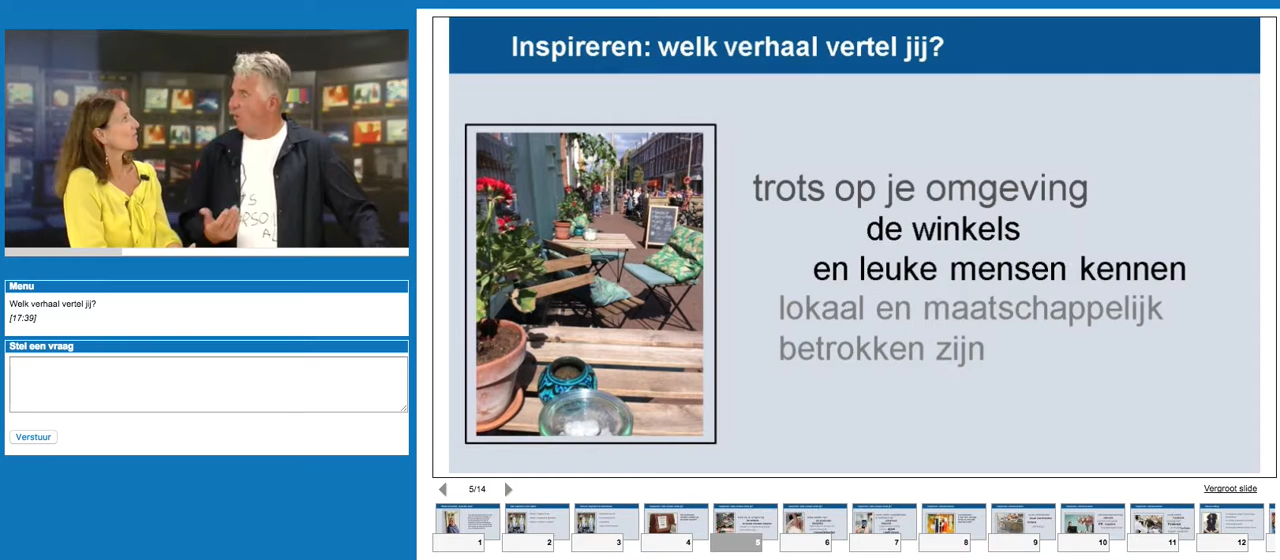 Inspireren: welk verhaal vertel jij?
trots op je omgeving
de winkels
en leuke mensen kennen
lokaal en maatschappelijk
betrokken zijn
Menu
Welk verhaal vertel jij?
[17:39]
Stel een vraag
Verstuur
5/14
Vergroot slide
1
2
3
4
5
6
7
8
9
10
11
12